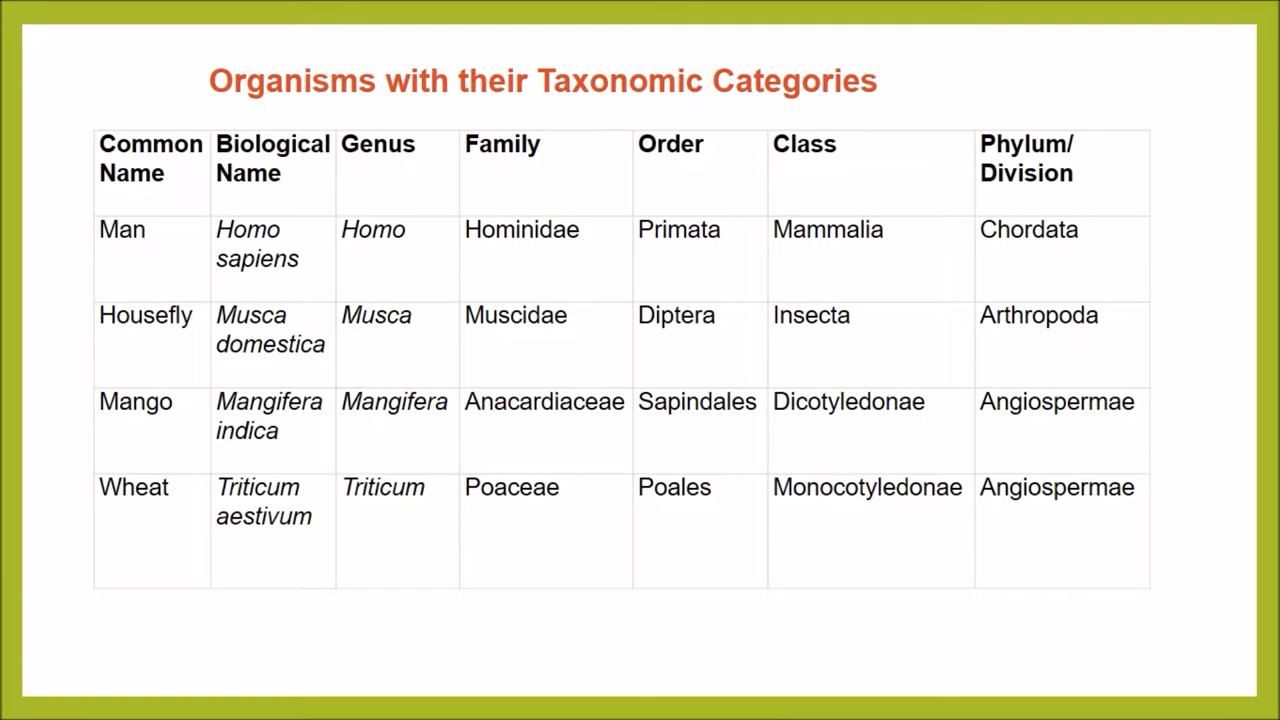 Organisms with their Taxonomic Categories
Common Name Biological Name Genus Family Order Class Phylum/ Division
Man Homo sapiens Homo Hominidae Primata Mammalia Chordata
Housefly Musca domestica Musca Muscidae Diptera Insecta Arthropoda
Mango Mangifera indica Mangifera Anacardiaceae Sapindales Dicotyledonae Angiospermae
Wheat Triticum aestivum Triticum Poaceae Poales Monocotyledonae Angiospermae